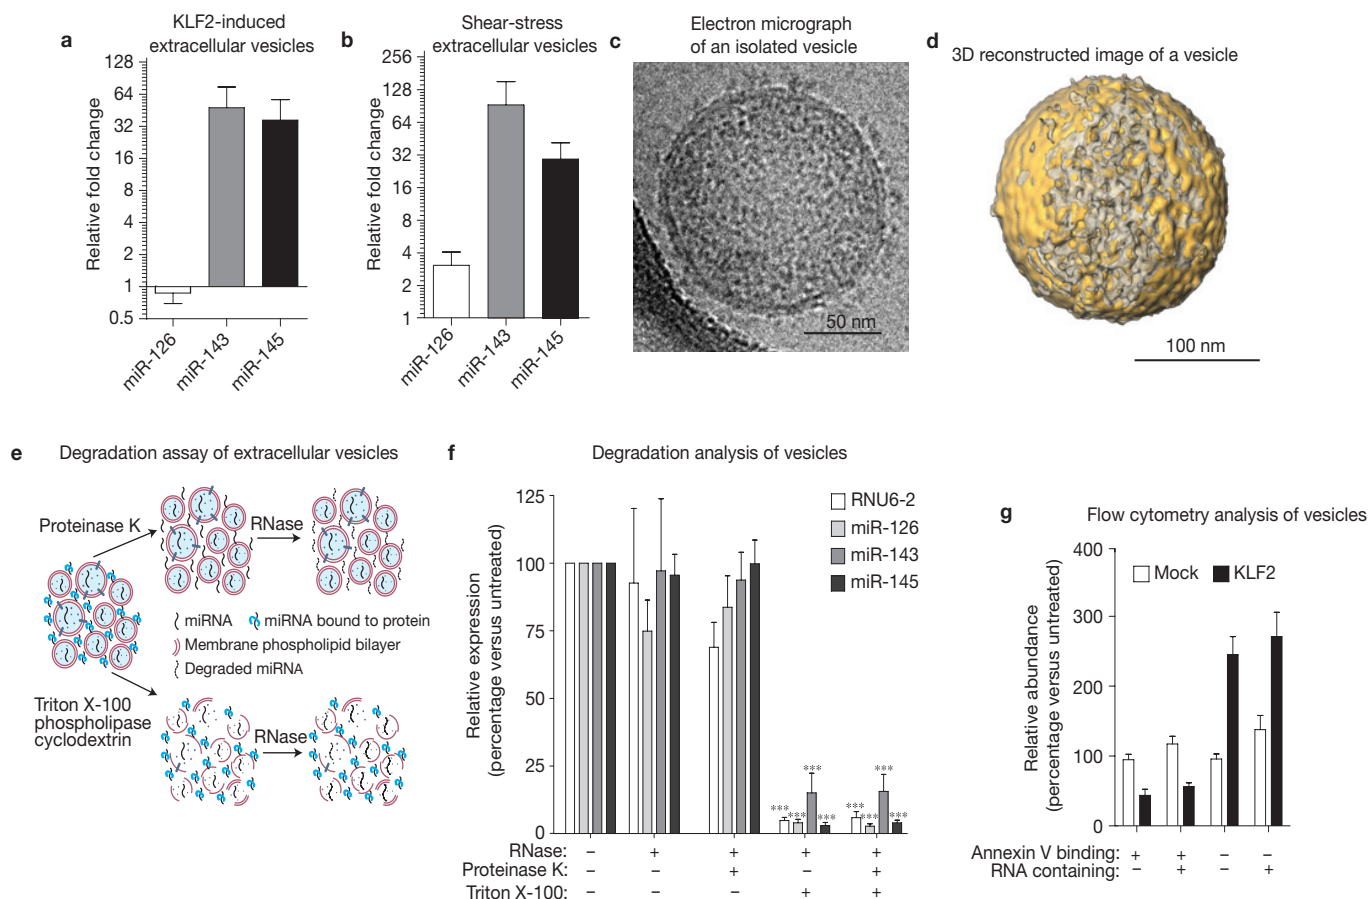 a
KLF2-induced
extracellular vesicles
Relative fold change
128
64
32
16
8
4
2
1
0.5
miR-126
miR-143
miR-145
b
Shear-stress
extracellular vesicles
Relative fold change
256
128
64
32
16
8
4
2
1
miR-126
miR-143
miR-145
c
Electron micrograph
of an isolated vesicle
50 nm
d
3D reconstructed image of a vesicle
100 nm
e
Degradation assay of extracellular vesicles
Proteinase K
RNase
miRNA
miRNA bound to protein
Membrane phospholipid bilayer
Degraded miRNA
Triton X-100
phospholipase
cyclodextrin
RNase
f
Degradation analysis of vesicles
Relative expression
(percentage versus untreated)
125
100
75
50
25
0
RNU6-2
miR-126
miR-143
miR-145
*** *** *** ***
*** *** *** ***
RNase: – + + + +
Proteinase K: – – + – +
Triton X-100: – – – + +
g
Flow cytometry analysis of vesicles
Relative abundance
(percentage versus untreated)
400
300
200
100
0
Mock
KLF2
Annexin V binding: + + – –
RNA containing: – + – +